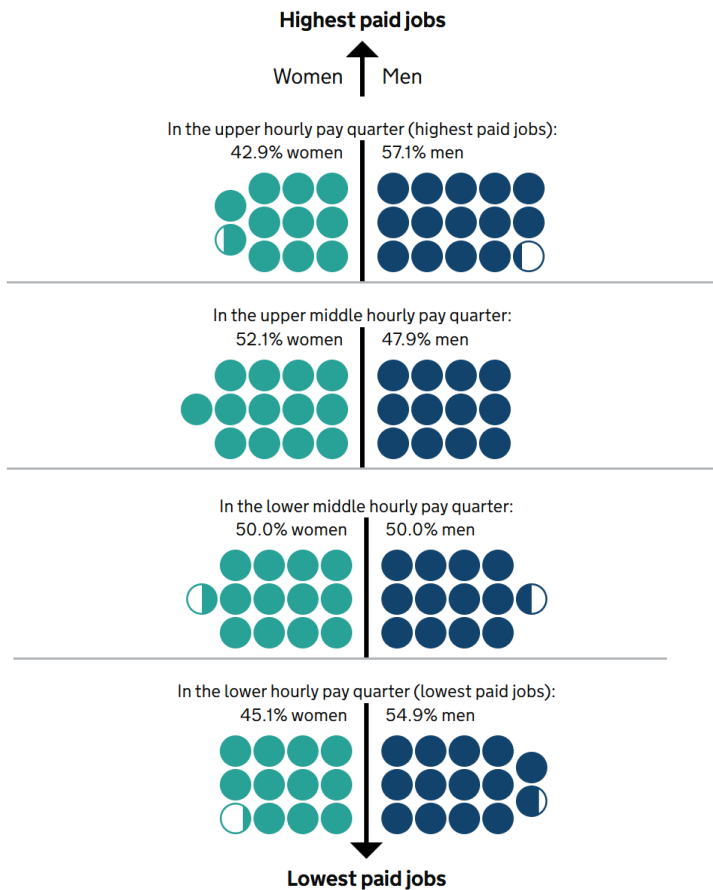 Highest paid jobs
Women Men
In the upper hourly pay quarter (highest paid jobs):
42.9% women 57.1% men
In the upper middle hourly pay quarter:
52.1% women 47.9% men
In the lower middle hourly pay quarter:
50.0% women 50.0% men
In the lower hourly pay quarter (lowest paid jobs):
45.1% women 54.9% men
Lowest paid jobs